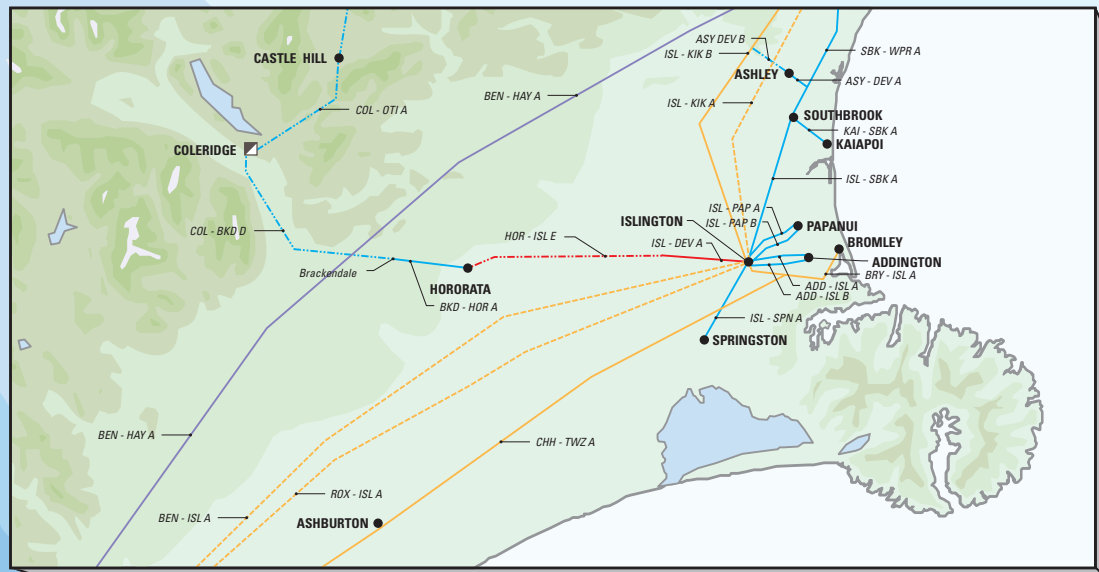 ASY DEV B
ISL - KIK B
SBK - WPR A
CASTLE HILL
ASHLEY
ASY - DEV A
BEN - HAY A
ISL - KIK A
COL - OTI A
SOUTHBROOK
KAI - SBK A
KAIAPOI
COLERIDGE
ISL - SBK A
ISL - PAP A
ISLINGTON
ISL - PAP B
PAPANUI
COL - BKD D
HOR - ISL E
ISL - DEV A
BROMLEY
ADDINGTON
Brackendale
BRY - ISL A
HORORATA
ADD - ISL A
ADD - ISL B
BKD - HOR A
ISL - SPN A
SPRINGSTON
BEN - HAY A
CHH - TWZ A
ROX - ISL A
BEN - ISL A
ASHBURTON